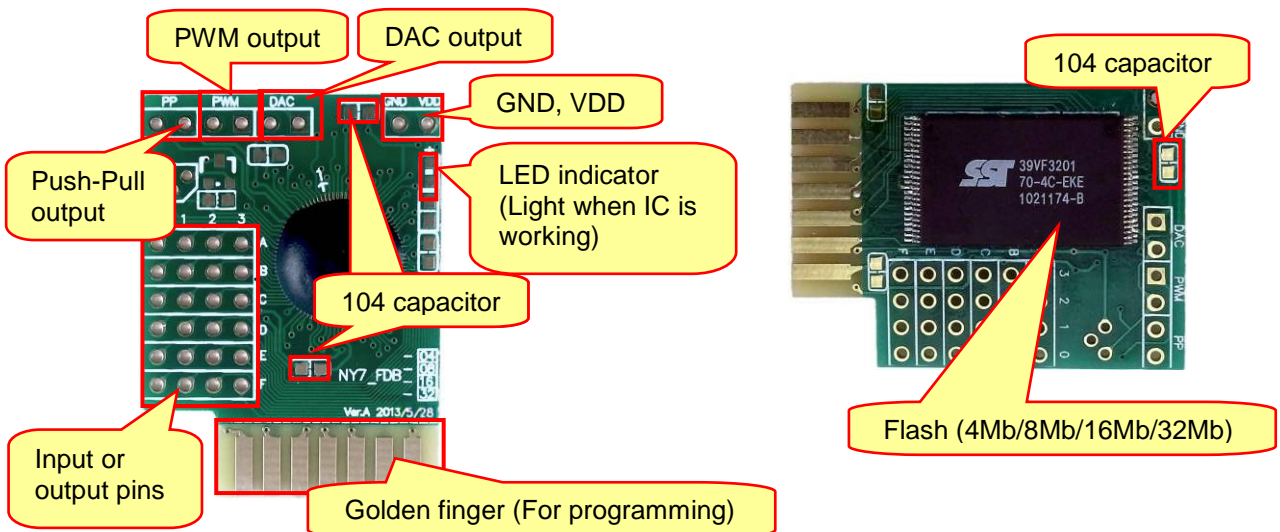 PWM output
DAC output
104 capacitor
PP PWM DAC GND VDD
GND, VDD
Push-Pull
output
LED indicator
(Light when IC is
working)
1 2 3
A
B
C
D
E
F
104 capacitor
NY7_FDB
04
08
16
32
Ver.A 2013/5/28
Input or
output pins
Golden finger (For programming)
SST
39VF3201
70-4C-EKE
1021174-B
DAC
PWM
PP
F E D C B
3
2
1
0
Flash (4Mb/8Mb/16Mb/32Mb)